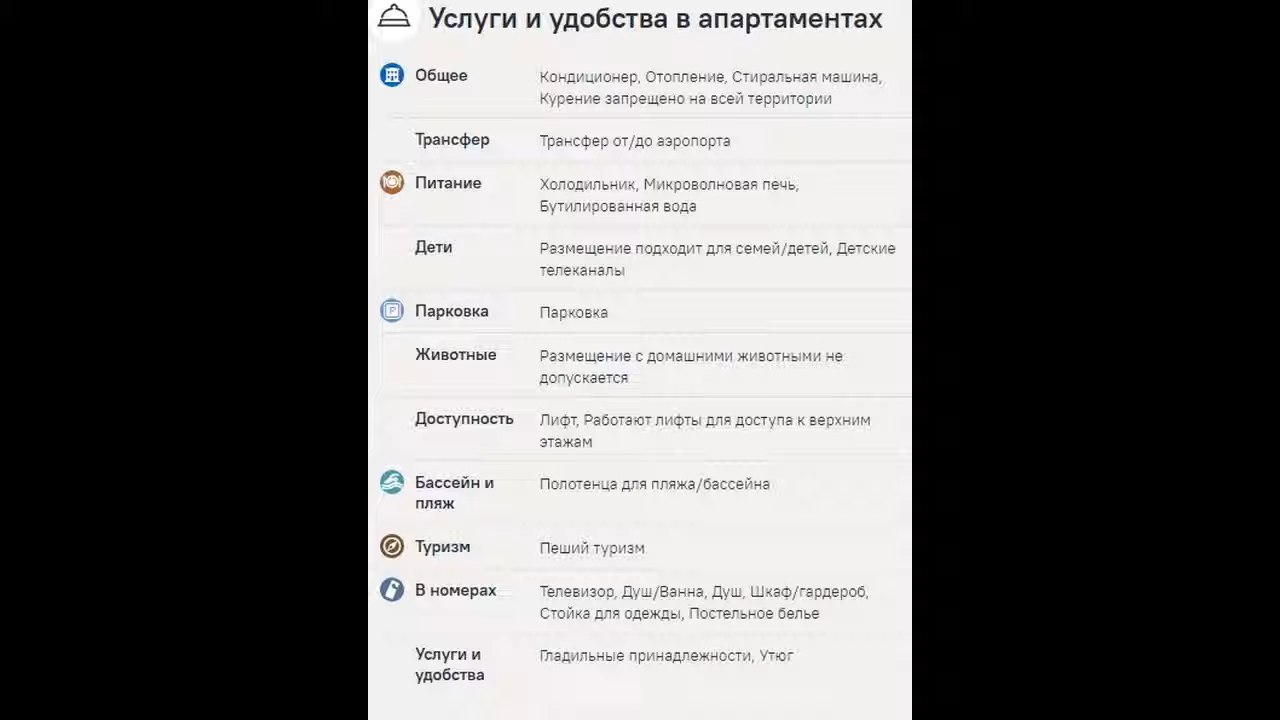 Услуги и удобства в апартаментах
Общее
Кондиционер, Отопление, Стиральная машина,
Курение запрещено на всей территории
Трансфер
Трансфер от/до аэропорта
Питание
Холодильник, Микроволновая печь,
Бутилированная вода
Дети
Размещение подходит для семей/детей, Детские
телеканалы
Парковка
Парковка
Животные
Размещение с домашними животными не
допускается
Доступность
Лифт, Работают лифты для доступа к верхним
этажам
Бассейн и
пляж
Полотенца для пляжа/бассейна
Туризм
Пеший туризм
В номерах
Телевизор, Душ/Ванна, Душ, Шкаф/гардероб,
Стойка для одежды, Постельное белье
Услуги и
удобства
Гладильные принадлежности, Утюг